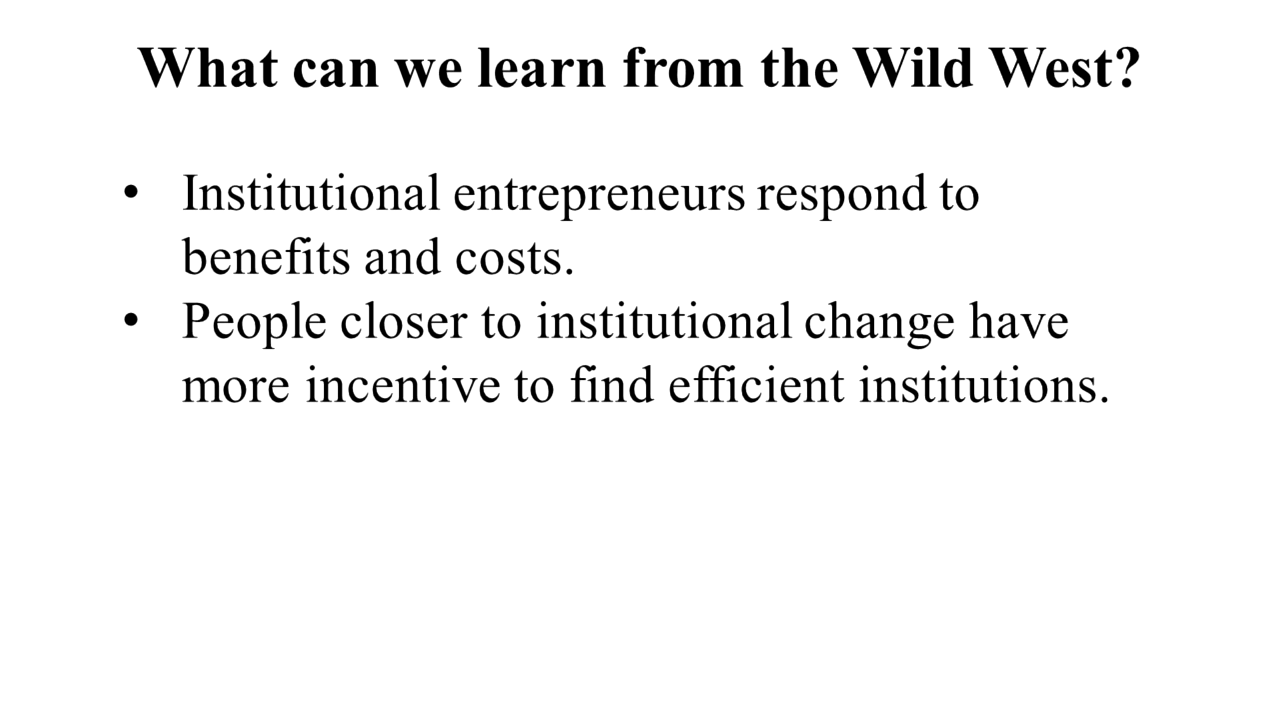 What can we learn from the Wild West?
• Institutional entrepreneurs respond to
benefits and costs.
• People closer to institutional change have
more incentive to find efficient institutions.